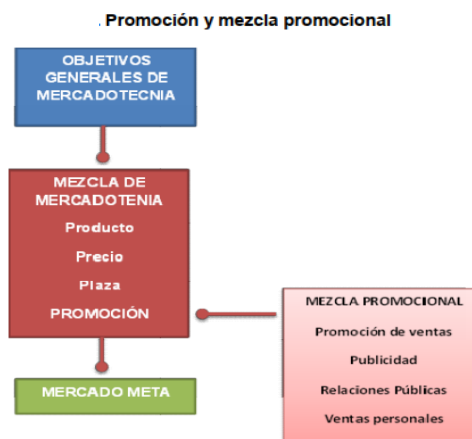 . Promoción y mezcla promocional
OBJETIVOS
GENERALES DE
MERCADOTECNIA
MEZCLA DE
MERCADOTENIA
Producto
Precio
Plaza
PROMOCIÓN
MEZCLA PROMOCIONAL
Promoción de ventas
Publicidad
Relaciones Públicas
Ventas personales
MERCADO META